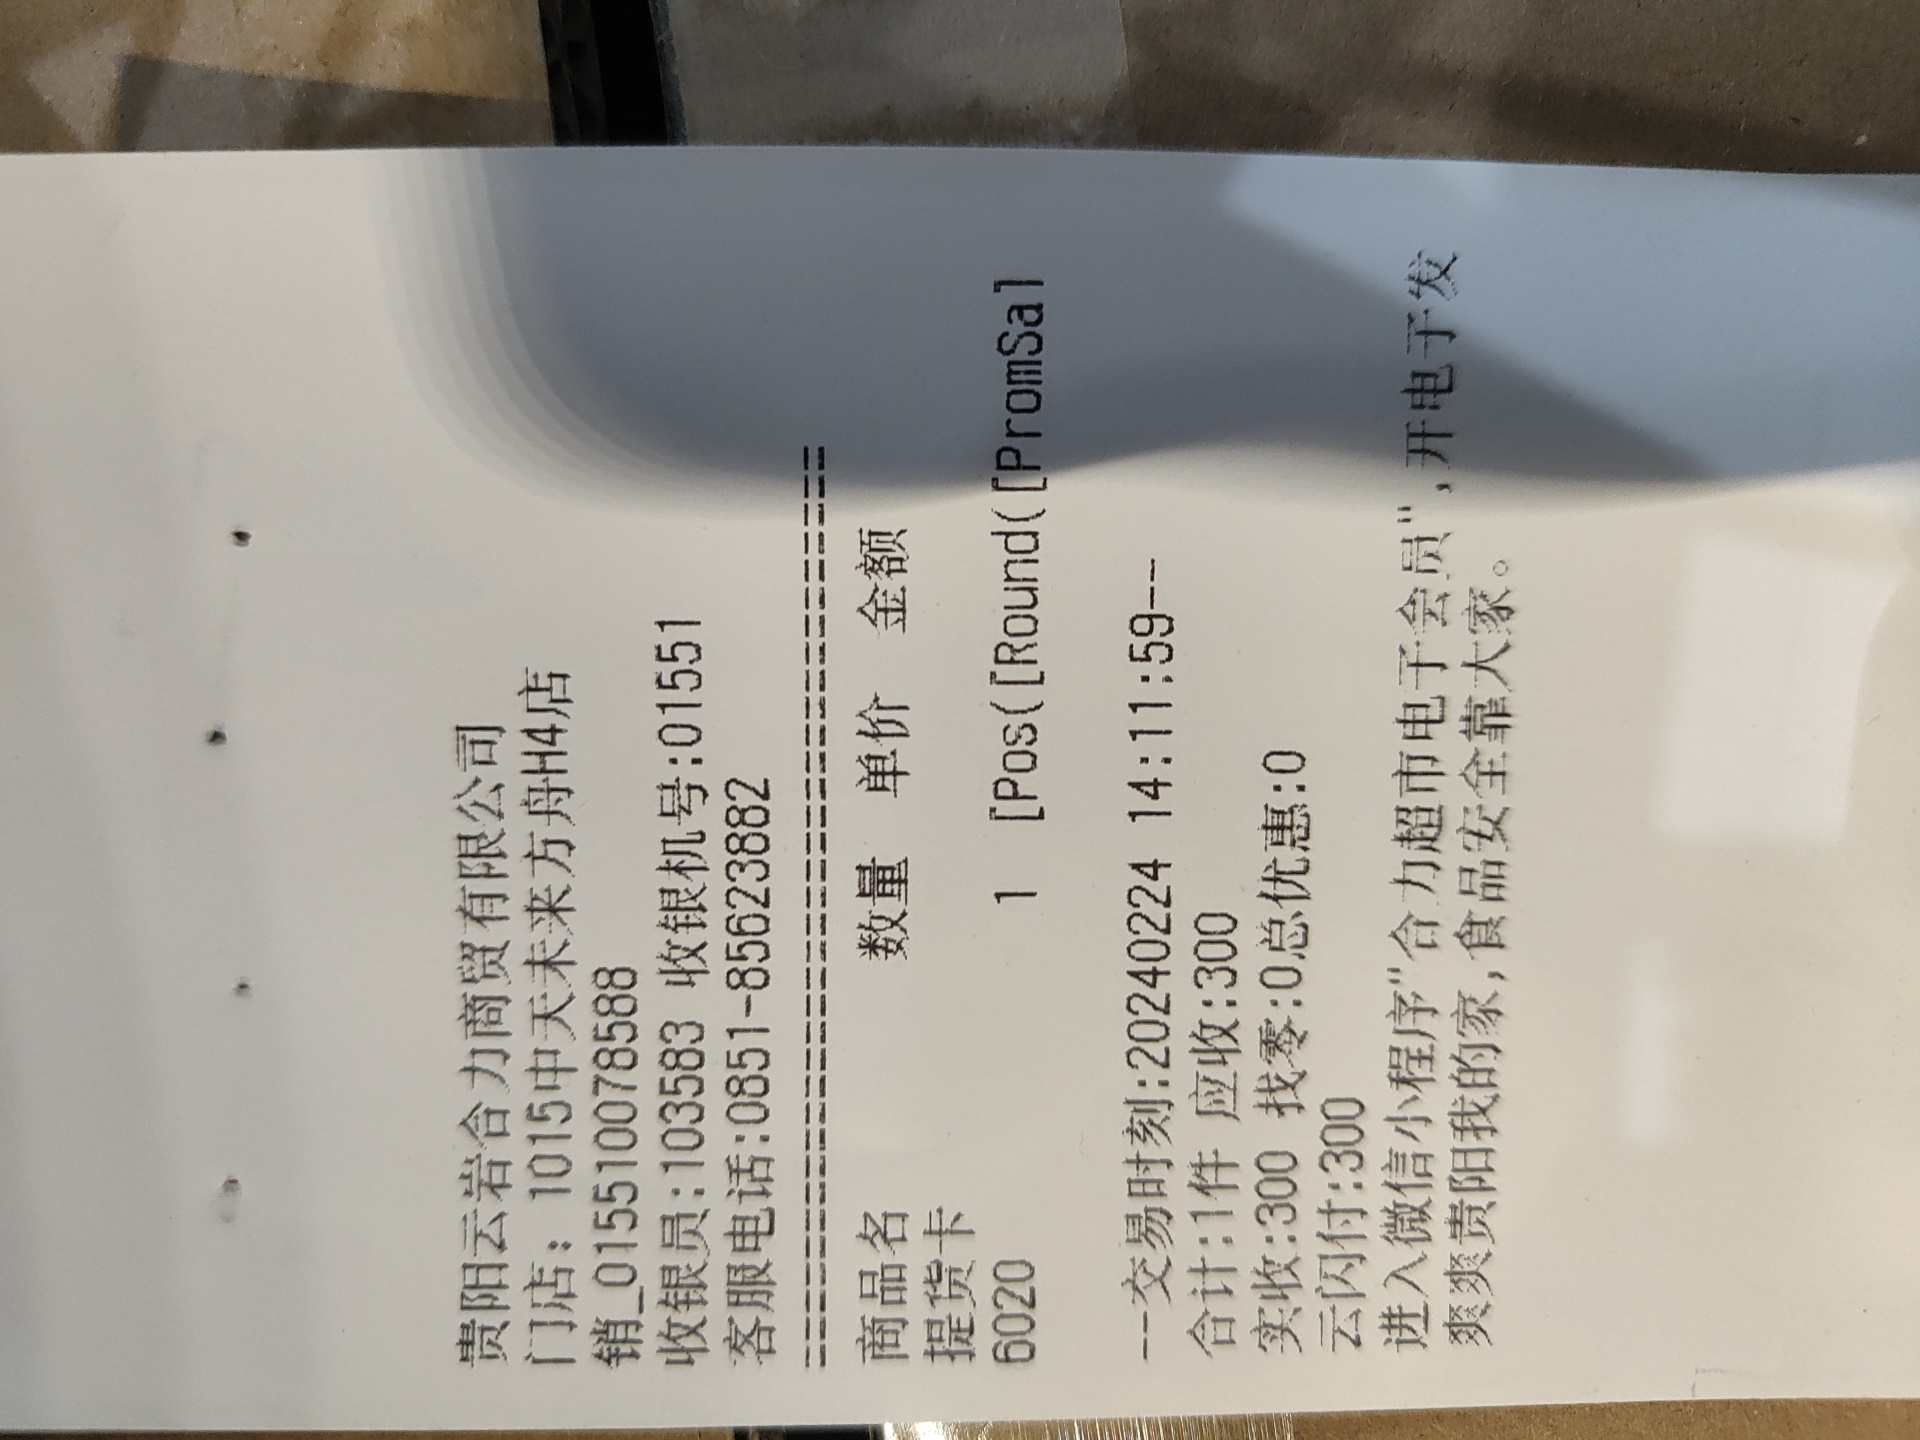 贵阳云岩合力商贸有限公司
门店：1015中天未来方舟H4店
销_015510078588
收银员:103583 收银机号:01551
客服电话:0851-85623882
========================================
商品名 数量 单价 金额
提货卡
6020 1 [Pos([Round([PromSal
--交易时刻:20240224 14:11:59--
合计:1件 应收:300
实收:300 找零:0总优惠:0
云闪付:300
进入微信小程序"合力超市电子会员",开电子发
爽爽贵阳我的家,食品安全靠大家。